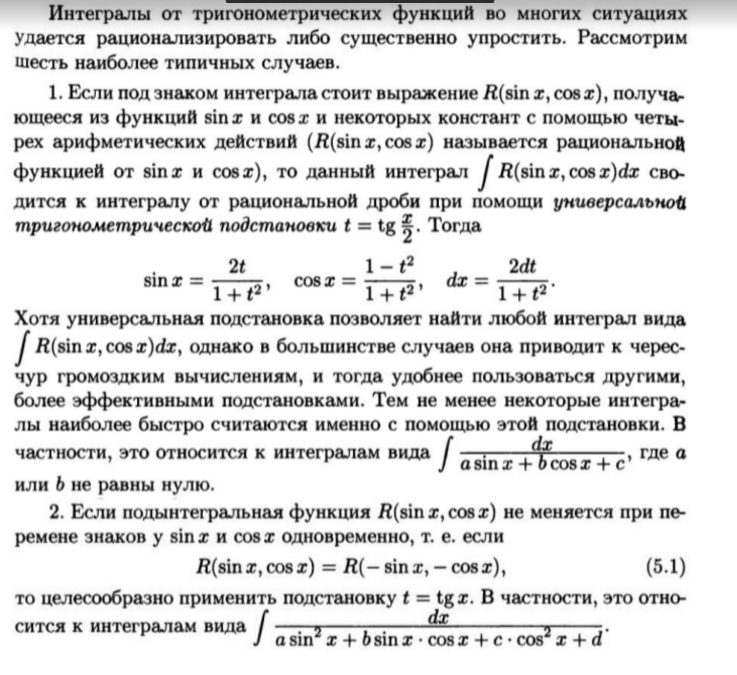 Интегралы от тригонометрических функций во многих ситуациях
удается рационализировать либо существенно упростить. Рассмотрим
шесть наиболее типичных случаев.
1. Если под знаком интеграла стоит выражение R(sin x, cos x), получа-
ющееся из функций sin x и cos x и некоторых констант с помощью четы-
рех арифметических действий (R(sin x, cos x) называется рациональной
функцией от sin x и cos x), то данный интеграл ∫ R(sin x, cos x)dx сво-
дится к интегралу от рациональной дроби при помощи универсальной
тригонометрической подстановки t = tg x/2. Тогда
sin x = 2t/(1 + t²), cos x = (1 − t²)/(1 + t²), dx = 2dt/(1 + t²).
Хотя универсальная подстановка позволяет найти любой интеграл вида
∫ R(sin x, cos x)dx, однако в большинстве случаев она приводит к черес-
чур громоздким вычислениям, и тогда удобнее пользоваться другими,
более эффективными подстановками. Тем не менее некоторые интегра-
лы наиболее быстро считаются именно с помощью этой подстановки. В
частности, это относится к интегралам вида ∫ dx/(a sin x + b cos x + c), где a
или b не равны нулю.
2. Если подынтегральная функция R(sin x, cos x) не меняется при пе-
ремене знаков у sin x и cos x одновременно, т. е. если
R(sin x, cos x) = R(− sin x, − cos x), (5.1)
то целесообразно применить подстановку t = tg x. В частности, это отно-
сится к интегралам вида ∫ dx/(a sin² x + b sin x · cos x + c · cos² x + d).